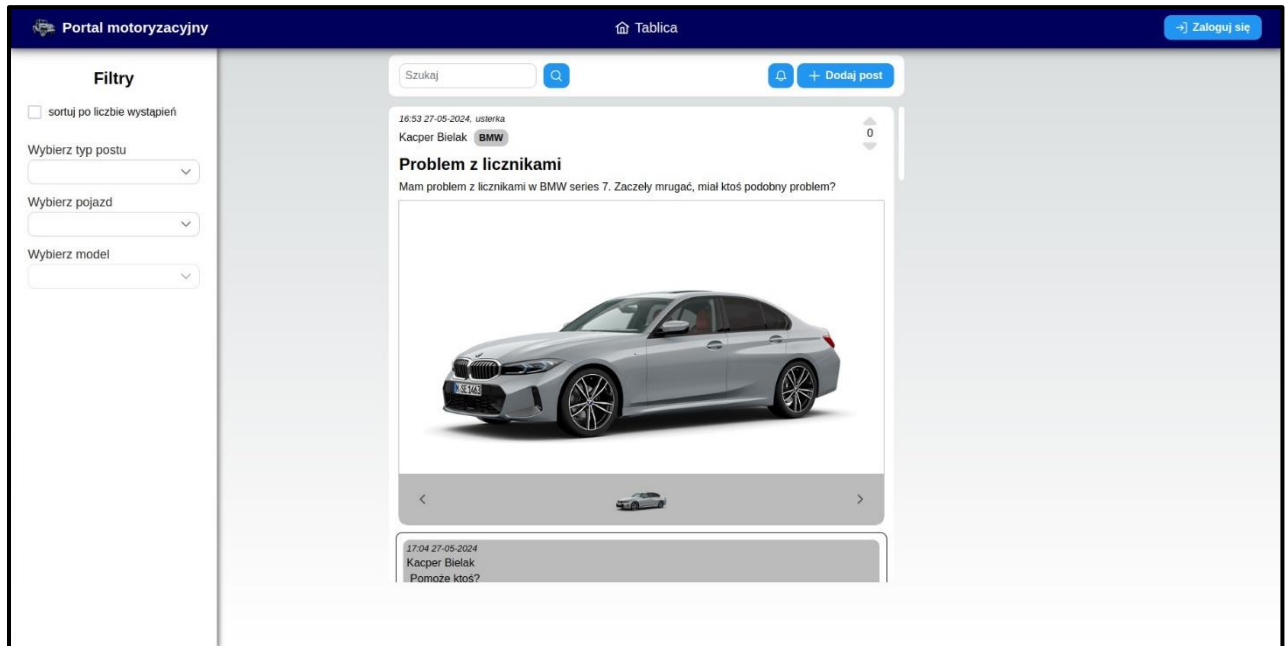 Portal motoryzacyjny
Tablica
Zaloguj się
Filtry
sortuj po liczbie wystąpień
Wybierz typ postu
Wybierz pojazd
Wybierz model
Szukaj
+ Dodaj post
16:53 27-05-2024, usterka
Kacper Bielak BMW
0
Problem z licznikami
Mam problem z licznikami w BMW series 7. Zaczeły mrugać, miał ktoś podobny problem?
17:04 27-05-2024
Kacper Bielak
Pomoże ktoś?